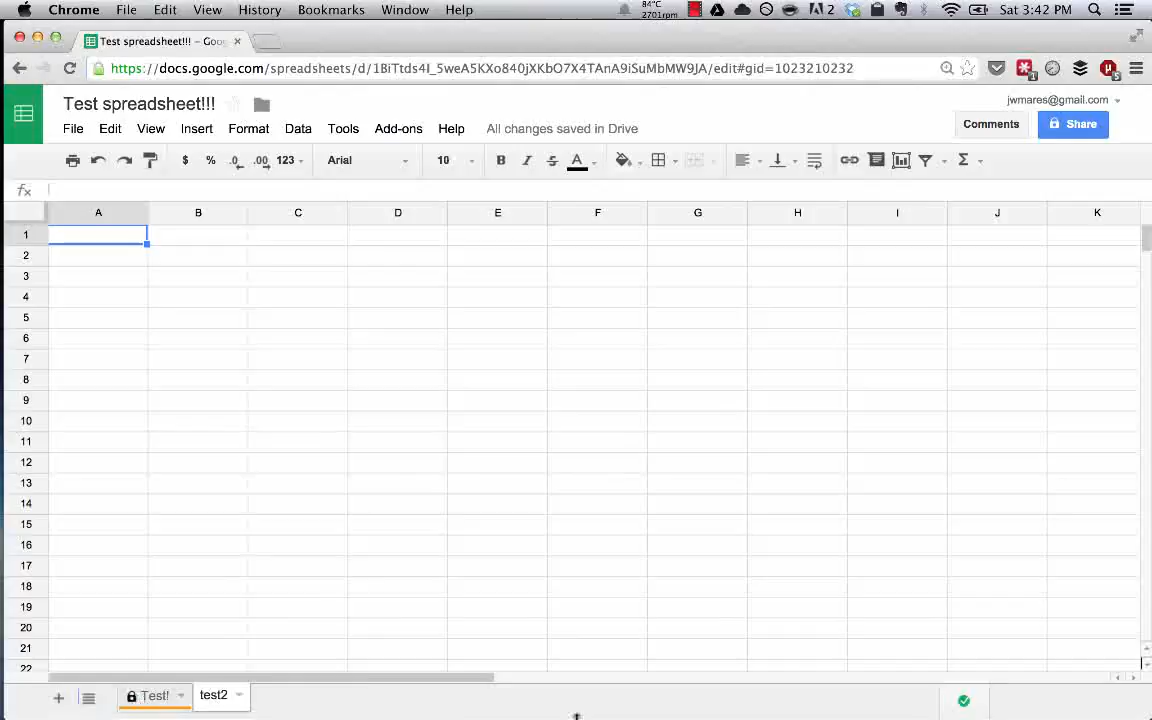 Chrome File Edit View History Bookmarks Window Help 84°C 2701rpm 2 Sat 3:42 PM
Test spreadsheet!!! – Goo
https://docs.google.com/spreadsheets/d/1BiTtds4I_5weA5KXo840jXKbO7X4TAnA9iSuMbMW9JA/edit#gid=1023210232
Test spreadsheet!!! jwmares@gmail.com
File Edit View Insert Format Data Tools Add-ons Help All changes saved in Drive Comments Share
$ % .0 .00 123 Arial 10 B I S A Σ
fx
A B C D E F G H I J K
1
2
3
4
5
6
7
8
9
10
11
12
13
14
15
16
17
18
19
20
21
22
+ Test! test2